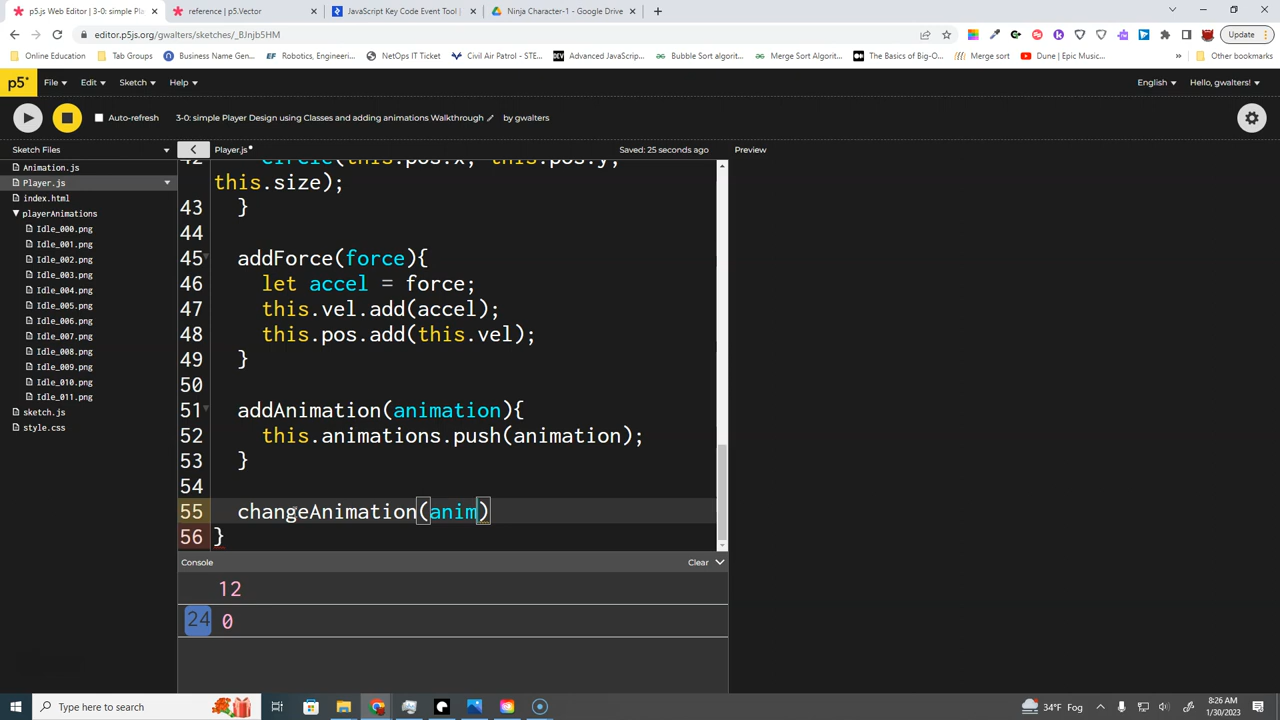 p5.js Web Editor | 3-0: simple Pla
reference | p5.Vector
JavaScript Key Code Event Tool |
Ninja Character-1 - Google Drive
editor.p5js.org/gwalters/sketches/_BJnjb5HM
Update
Online Education
Tab Groups
Business Name Gen...
Robotics, Engineering...
NetOps IT Ticket
Civil Air Patrol - STE...
Advanced JavaScrip...
Bubble Sort algorit...
Merge Sort Algorit...
The Basics of Big-O...
Merge sort
Dune | Epic Music...
Other bookmarks
p5*
File
Edit
Sketch
Help
English
Hello, gwalters!
Auto-refresh
3-0: simple Player Design using Classes and adding animations Walkthrough
by gwalters
Sketch Files
Player.js
Saved: 25 seconds ago
Preview
Animation.js
Player.js
index.html
playerAnimations
Idle_000.png
Idle_001.png
Idle_002.png
Idle_003.png
Idle_004.png
Idle_005.png
Idle_006.png
Idle_007.png
Idle_008.png
Idle_009.png
Idle_010.png
Idle_011.png
sketch.js
style.css
42 circle(this.pos.x, this.pos.y,
this.size);
43 }
44
45 addForce(force){
46 let accel = force;
47 this.vel.add(accel);
48 this.pos.add(this.vel);
49 }
50
51 addAnimation(animation){
52 this.animations.push(animation);
53 }
54
55 changeAnimation(anim)
56 }
Console
Clear
12
24 0
Type here to search
34°F Fog
8:26 AM
1/30/2023